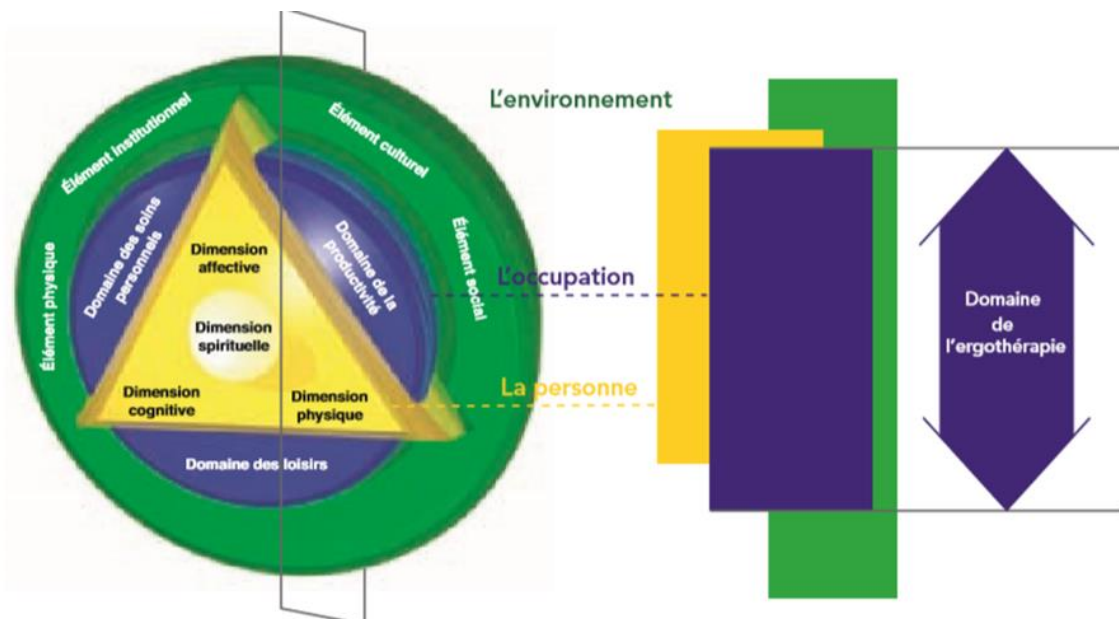 Élément institutionnel
Élément culturel
Élément physique
Élément social
Domaine des soins
personnels
Domaine de la
productivité
Dimension
affective
Dimension
spirituelle
Dimension
cognitive
Dimension
physique
Domaine des loisirs
L'environnement
L'occupation
La personne
Domaine
de
l'ergothérapie